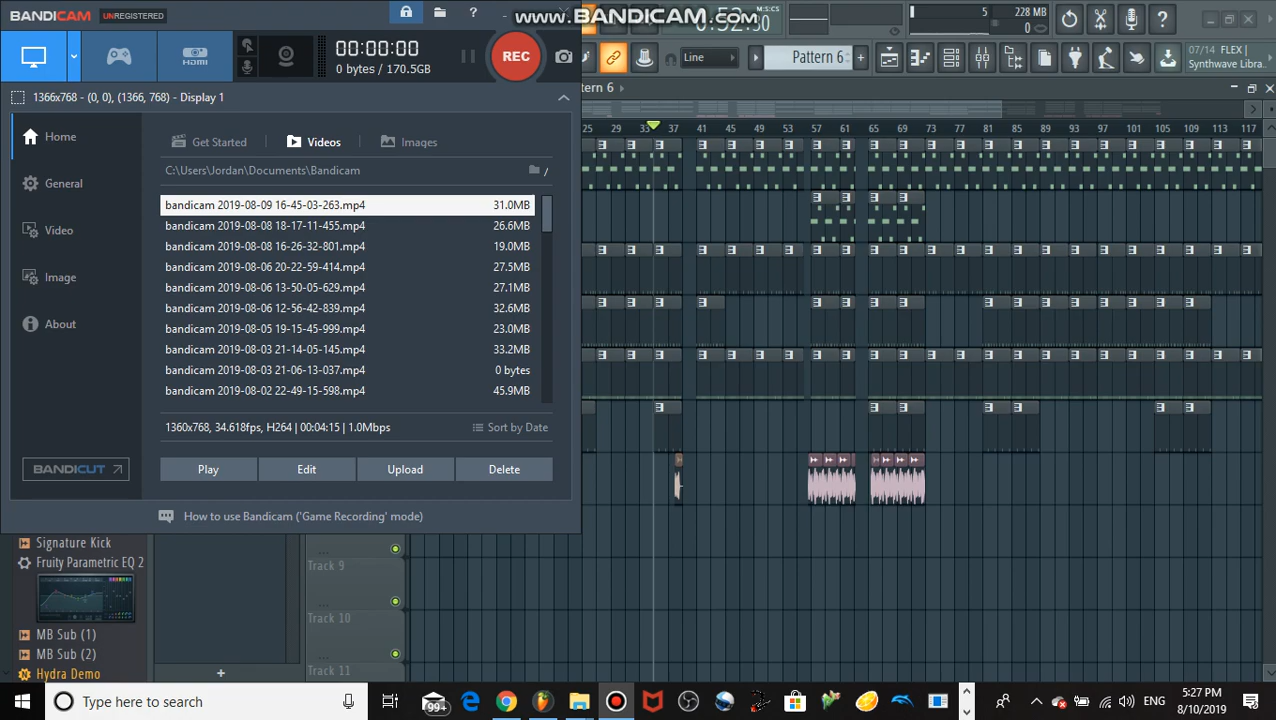 BANDICAM UNREGISTERED
www.BANDICAM.com
00:00:00
0 bytes / 170.5GB
REC
1366x768 - (0, 0), (1366, 768) - Display 1
Home
General
Video
Image
About
BANDICUT
Get Started
Videos
Images
C:\Users\Jordan\Documents\Bandicam
bandicam 2019-08-09 16-45-03-263.mp4 31.0MB
bandicam 2019-08-08 18-17-11-455.mp4 26.6MB
bandicam 2019-08-08 16-26-32-801.mp4 19.0MB
bandicam 2019-08-06 20-22-59-414.mp4 27.5MB
bandicam 2019-08-06 13-50-05-629.mp4 27.1MB
bandicam 2019-08-06 12-56-42-839.mp4 32.6MB
bandicam 2019-08-05 19-15-45-999.mp4 23.0MB
bandicam 2019-08-03 21-14-05-145.mp4 33.2MB
bandicam 2019-08-03 21-06-13-037.mp4 0 bytes
bandicam 2019-08-02 22-49-15-598.mp4 45.9MB
1360x768, 34.618fps, H264 | 00:04:15 | 1.0Mbps
Sort by Date
Play Edit Upload Delete
How to use Bandicam ('Game Recording' mode)
M:S:CS
5
228 MB
0
Line
Pattern 6
07/14 FLEX |
Synthwave Libra..
25 29 33 37 41 45 49 53 57 61 65 69 73 77 81 85 89 93 97 101 105 109 113 117
Signature Kick
Fruity Parametric EQ 2
MB Sub (1)
MB Sub (2)
Hydra Demo
Track 9
Track 10
Track 11
Type here to search
99+
5:27 PM
8/10/2019